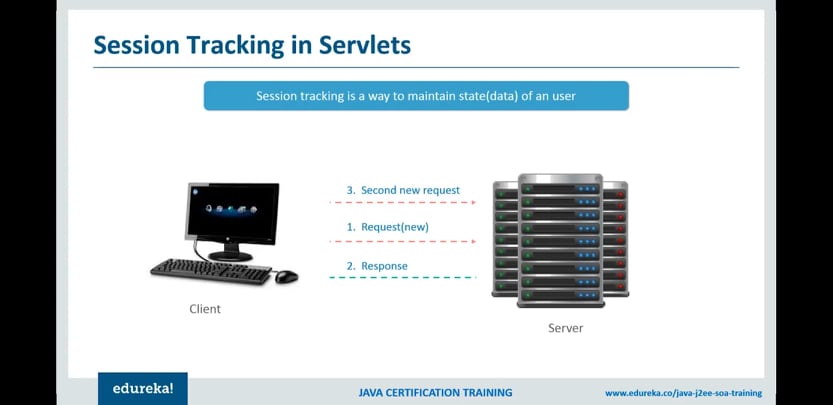 Session Tracking in Servlets
Session tracking is a way to maintain state(data) of an user
3. Second new request
1. Request(new)
2. Response
Client
Server
edureka!
JAVA CERTIFICATION TRAINING
www.edureka.co/java-j2ee-soa-training